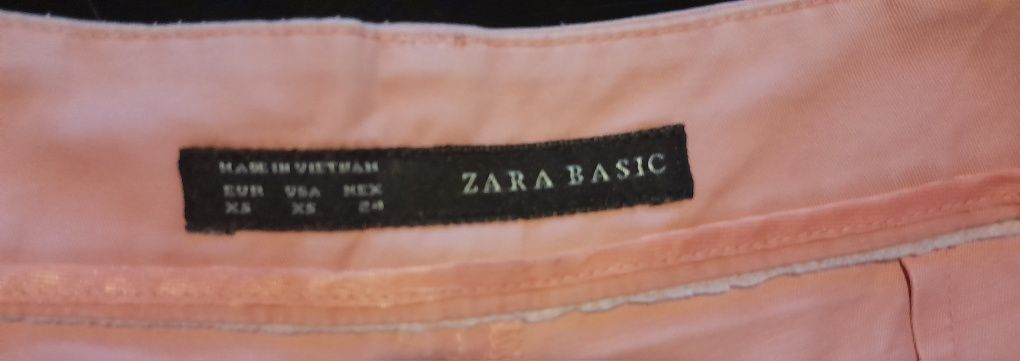 MADE IN VIETNAM
EUR USA MEX
XS XS 24
ZARA BASIC